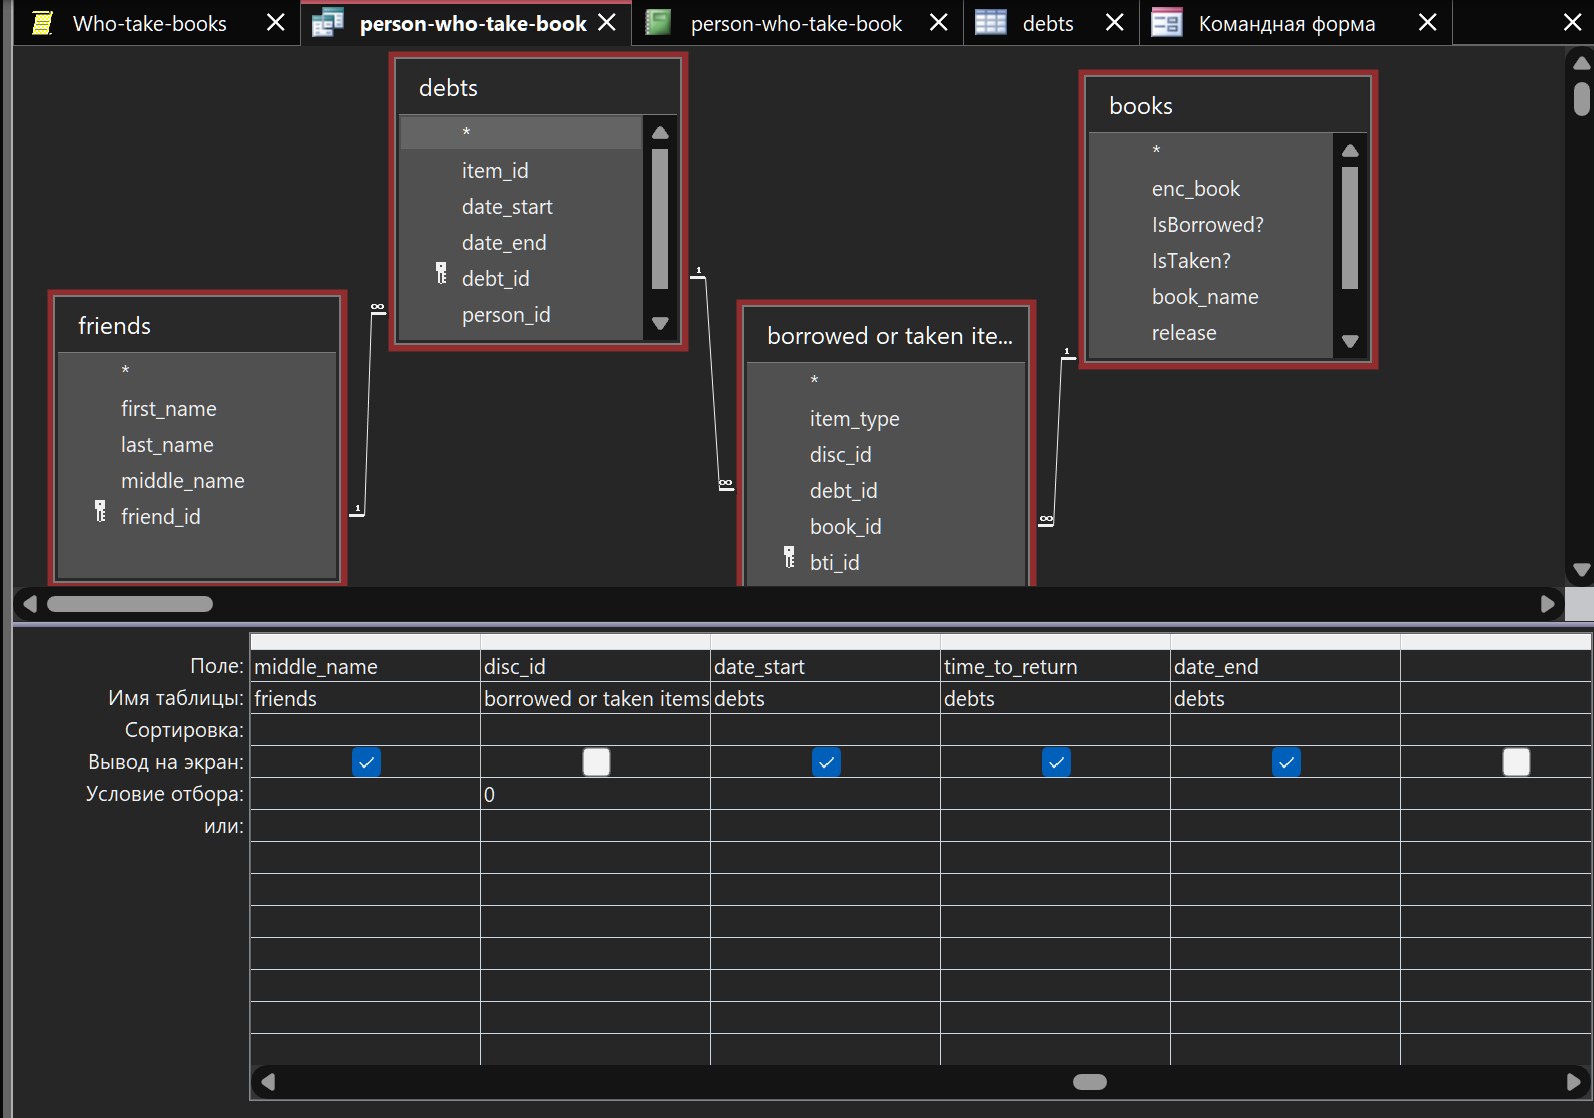 Who-take-books
person-who-take-book
person-who-take-book
debts
Командная форма
debts
*
item_id
date_start
date_end
debt_id
person_id
books
*
enc_book
IsBorrowed?
IsTaken?
book_name
release
friends
*
first_name
last_name
middle_name
friend_id
borrowed or taken ite...
*
item_type
disc_id
debt_id
book_id
bti_id
1
∞
1
∞
1
∞
Поле: middle_name disc_id date_start time_to_return date_end
Имя таблицы: friends borrowed or taken items debts debts debts
Сортировка:
Вывод на экран:
Условие отбора: 0
или: